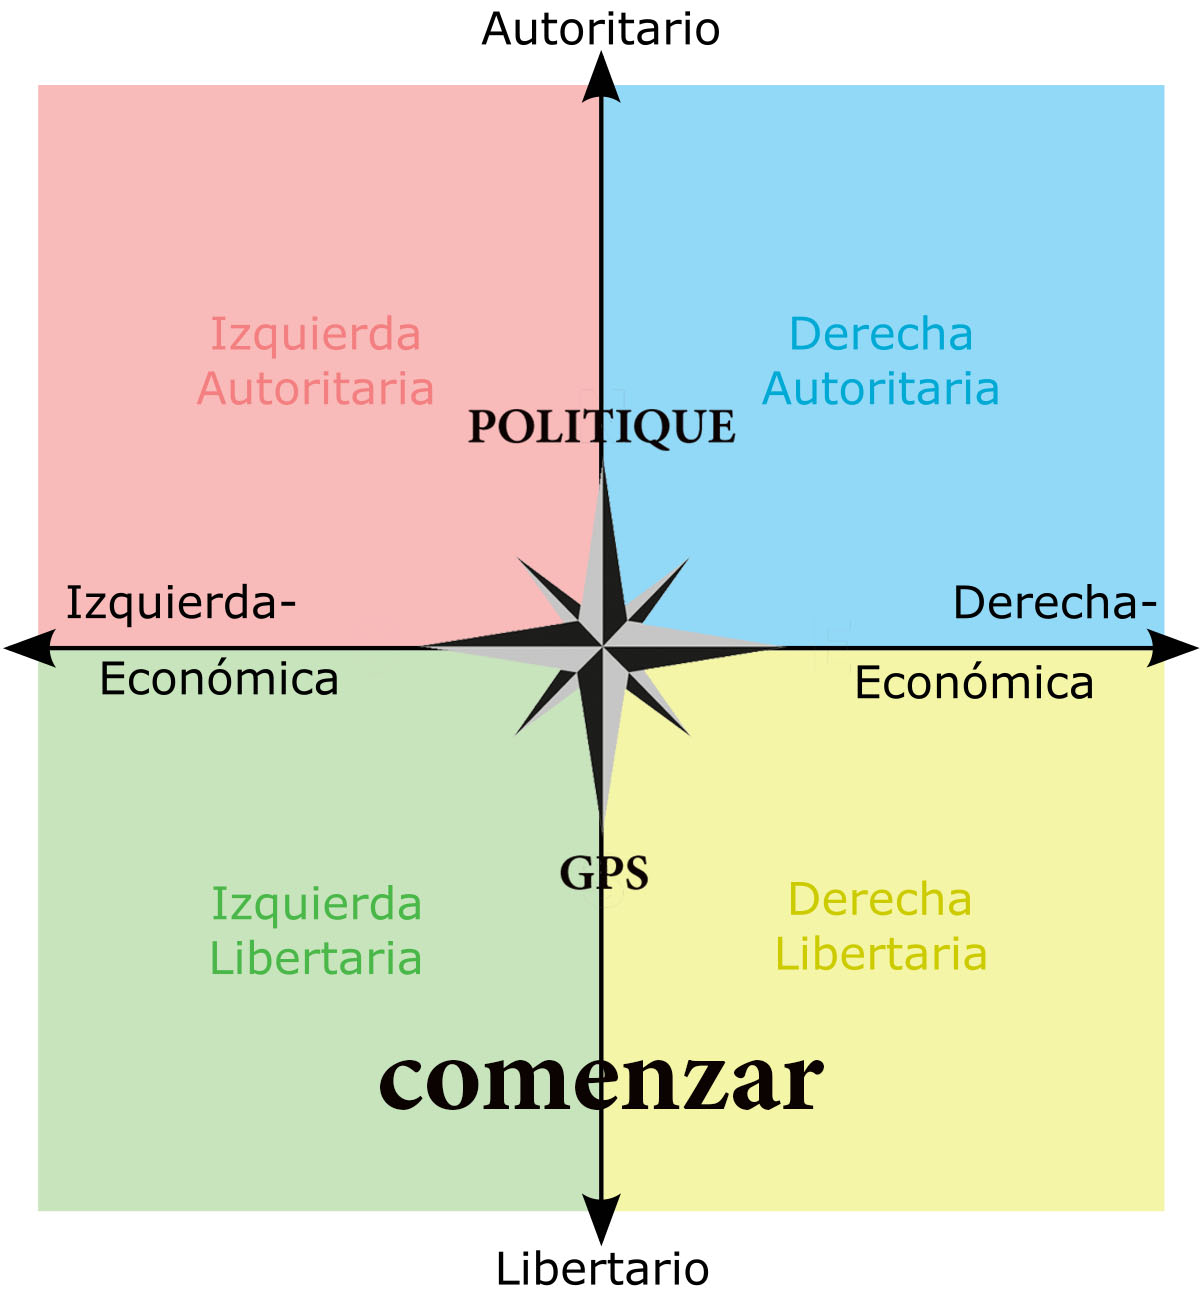 Autoritario
Izquierda
Autoritaria
Derecha
Autoritaria
POLITIQUE
Izquierda-
Económica
Derecha-
Económica
GPS
Izquierda
Libertaria
Derecha
Libertaria
comenzar
Libertario